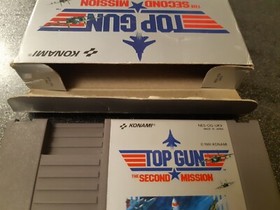 KONAMI
TOP GUN
THE SECOND MISSION
KONAMI
TOP GUN
THE SECOND MISSION